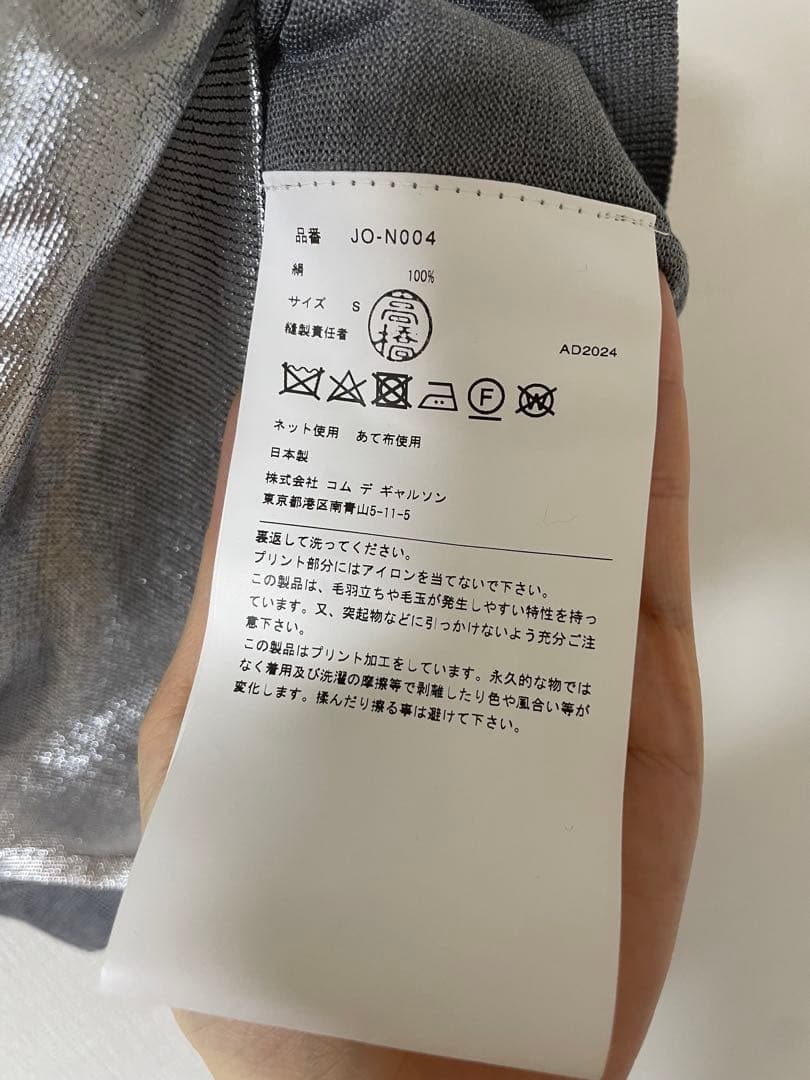 品番 JO-N004
絹 100%
サイズ S
縫製責任者 高橋
AD2024
F W
ネット使用 あて布使用
日本製
株式会社 コム デ ギャルソン
東京都港区南青山5-11-5
裏返して洗ってください。
プリント部分にはアイロンを当てないで下さい。
この製品は、毛羽立ちや毛玉が発生しやすい特性を持っ
ています。又、突起物などに引っかけないよう充分ご注
意下さい。
この製品はプリント加工をしています。永久的な物では
なく着用及び洗濯の摩擦等で剥離したり色や風合い等が
変化します。揉んだり擦る事は避けて下さい。